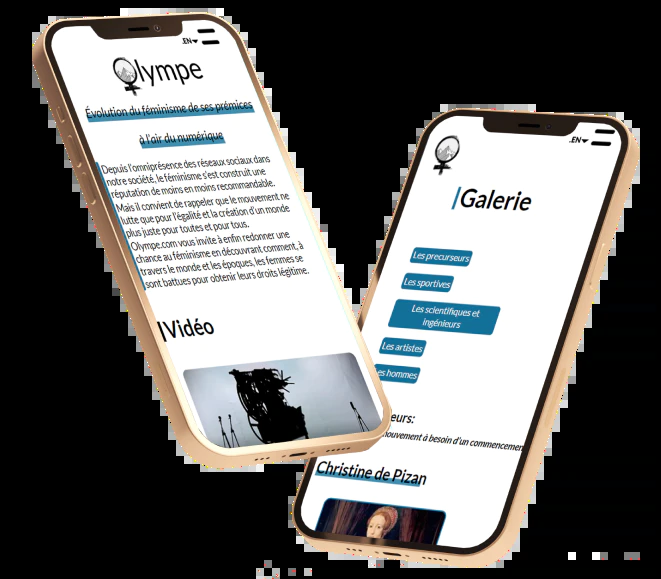 .EN
Olympe
Évolution du féminisme de ses prémices
à l'air du numérique
Depuis l'omniprésence des réseaux sociaux dans
notre société, le féminisme s'est construit une
réputation de moins en moins recommandable.
Mais il convient de rappeler que le mouvement ne
lutte que pour l'égalité et la création d'un monde
plus juste pour toutes et pour tous.
Olympe.com vous invite à enfin redonner une
chance au féminisme en découvrant comment, à
travers le monde et les époques, les femmes se
sont battues pour obtenir leurs droits légitime.
|Vidéo
.EN
|Galerie
Les precurseurs
Les sportives
Les scientifiques et
ingénieurs
Les artistes
es hommes
eurs:
mouvement à besoin d'un commencemen
Christine de Pizan